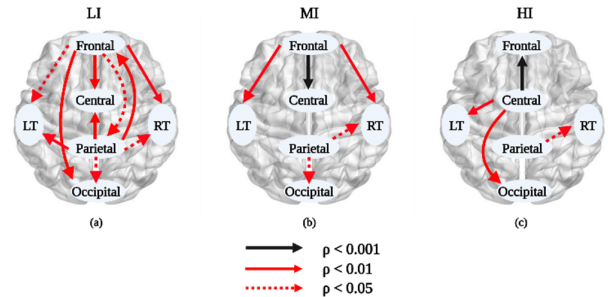 LI
MI
HI
Frontal
Central
LT
RT
Parietal
Occipital
(a)
Frontal
Central
LT
RT
Parietal
Occipital
(b)
Frontal
Central
LT
RT
Parietal
Occipital
(c)
ρ < 0.001
ρ < 0.01
ρ < 0.05